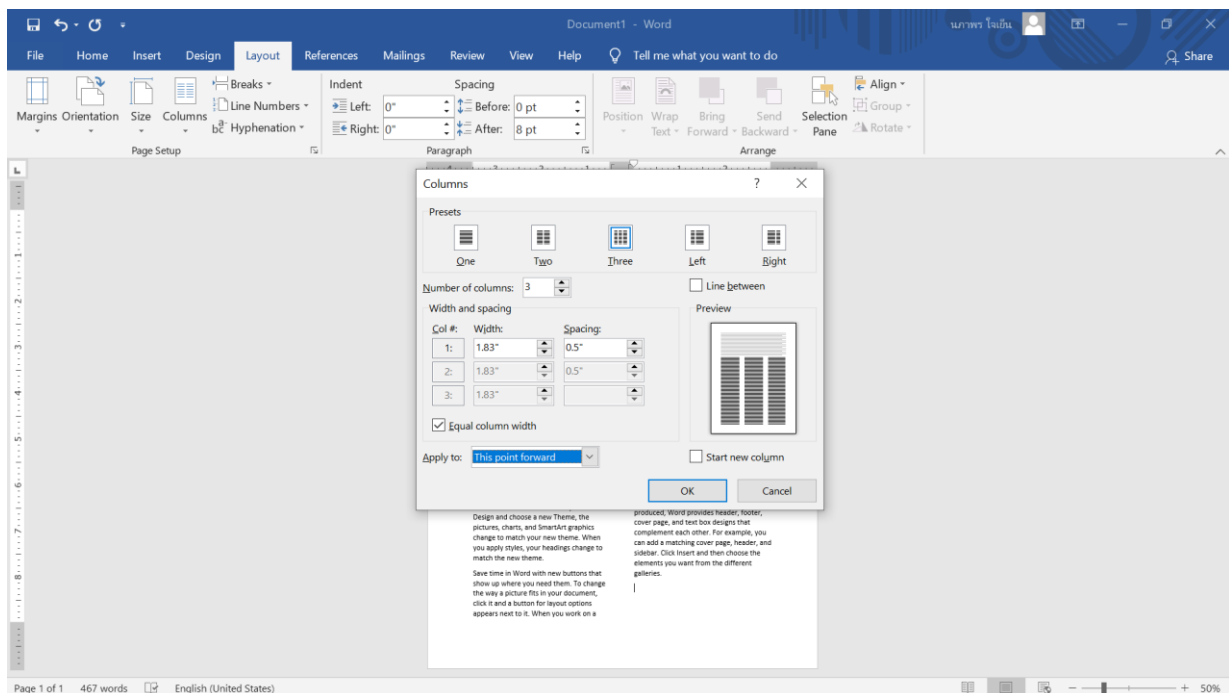 Document1 - Word
นภาพร ใจเย็น
File Home Insert Design Layout References Mailings Review View Help Tell me what you want to do Share
Margins Orientation Size Columns
Breaks
Line Numbers
Hyphenation
Page Setup
Indent Spacing
Left: 0" Before: 0 pt
Right: 0" After: 8 pt
Paragraph
Position Wrap Text Bring Forward Send Backward Selection Pane
Align
Group
Rotate
Arrange
Columns ?
Presets
One Two Three Left Right
Number of columns: 3
Line between
Width and spacing
Preview
Col #: Width: Spacing:
1: 1.83" 0.5"
2: 1.83" 0.5"
3: 1.83"
Equal column width
Apply to: This point forward
Start new column
OK Cancel
Design and choose a new Theme, the
pictures, charts, and SmartArt graphics
change to match your new theme. When
you apply styles, your headings change to
match the new theme.
Save time in Word with new buttons that
show up where you need them. To change
the way a picture fits in your document,
click it and a button for layout options
appears next to it. When you work on a
produced, Word provides header, footer,
cover page, and text box designs that
complement each other. For example, you
can add a matching cover page, header, and
sidebar. Click Insert and then choose the
elements you want from the different
galleries.
Page 1 of 1 467 words English (United States) 50%